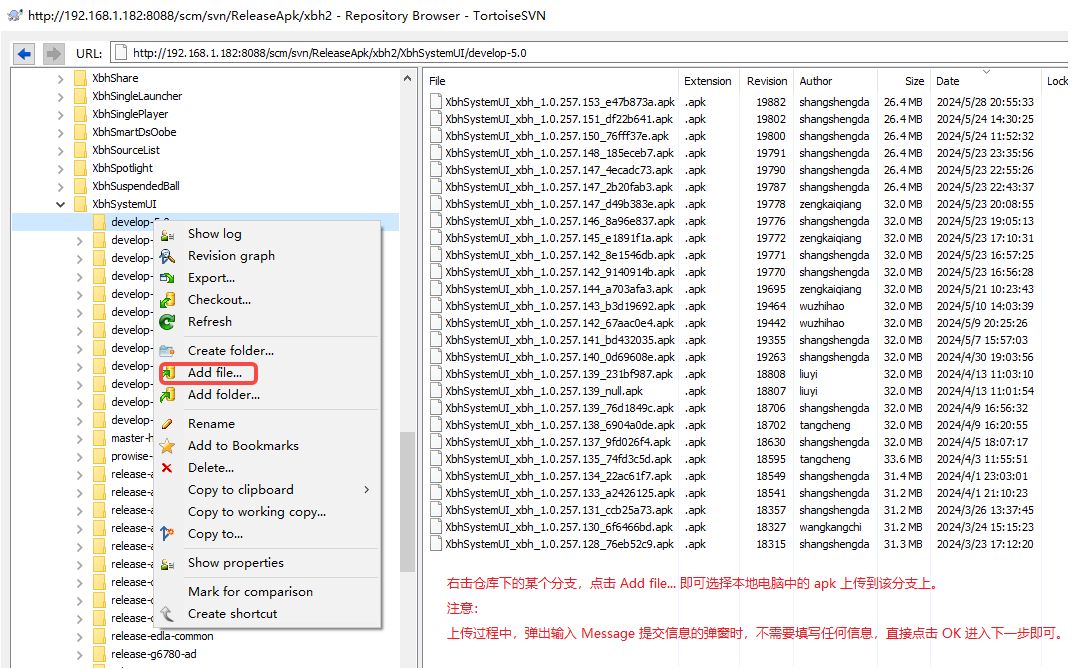 http://192.168.1.182:8088/scm/svn/ReleaseApk/xbh2 - Repository Browser - TortoiseSVN
URL: http://192.168.1.182:8088/scm/svn/ReleaseApk/xbh2/XbhSystemUI/develop-5.0
XbhShare
XbhSingleLauncher
XbhSinglePlayer
XbhSmartDsOobe
XbhSourceList
XbhSpotlight
XbhSuspendedBall
XbhSystemUI
develop-5.0
develop-
develop-
develop-
develop-
develop-
develop-
develop-
develop-
develop-
develop-
develop-
master-h
prowise-
release-a
release-a
release-a
release-a
release-a
release-a
release-c
release-c
release-c
release-edla-common
release-g6780-ad
Show log
Revision graph
Export...
Checkout...
Refresh
Create folder...
Add file...
Add folder...
Rename
Add to Bookmarks
Delete...
Copy to clipboard
Copy to working copy...
Copy to...
Show properties
Mark for comparison
Create shortcut
File Extension Revision Author Size Date Lock
XbhSystemUI_xbh_1.0.257.153_e47b873a.apk .apk 19882 shangshengda 26.4 MB 2024/5/28 20:55:33
XbhSystemUI_xbh_1.0.257.151_df22b641.apk .apk 19802 shangshengda 26.4 MB 2024/5/24 14:30:25
XbhSystemUI_xbh_1.0.257.150_76fff37e.apk .apk 19800 shangshengda 26.4 MB 2024/5/24 11:52:32
XbhSystemUI_xbh_1.0.257.148_185eceb7.apk .apk 19791 shangshengda 26.4 MB 2024/5/23 23:35:56
XbhSystemUI_xbh_1.0.257.147_4ecadc73.apk .apk 19790 shangshengda 26.4 MB 2024/5/23 22:55:26
XbhSystemUI_xbh_1.0.257.147_2b20fab3.apk .apk 19787 shangshengda 26.4 MB 2024/5/23 22:43:37
XbhSystemUI_xbh_1.0.257.147_d49b383e.apk .apk 19778 zengkaiqiang 32.0 MB 2024/5/23 20:08:55
XbhSystemUI_xbh_1.0.257.146_8a96e837.apk .apk 19776 shangshengda 32.0 MB 2024/5/23 19:05:13
XbhSystemUI_xbh_1.0.257.145_e1891f1a.apk .apk 19772 zengkaiqiang 32.0 MB 2024/5/23 17:10:31
XbhSystemUI_xbh_1.0.257.142_8e1546db.apk .apk 19771 shangshengda 32.0 MB 2024/5/23 16:57:25
XbhSystemUI_xbh_1.0.257.142_9140914b.apk .apk 19770 shangshengda 32.0 MB 2024/5/23 16:56:28
XbhSystemUI_xbh_1.0.257.144_a703afa3.apk .apk 19695 zengkaiqiang 32.0 MB 2024/5/21 10:23:43
XbhSystemUI_xbh_1.0.257.143_b3d19692.apk .apk 19464 wuzhihao 32.0 MB 2024/5/10 14:03:39
XbhSystemUI_xbh_1.0.257.142_67aac0e4.apk .apk 19442 wuzhihao 32.0 MB 2024/5/9 20:25:26
XbhSystemUI_xbh_1.0.257.141_bd432035.apk .apk 19355 shangshengda 32.0 MB 2024/5/7 15:57:03
XbhSystemUI_xbh_1.0.257.140_0d69608e.apk .apk 19263 shangshengda 32.0 MB 2024/4/30 19:03:56
XbhSystemUI_xbh_1.0.257.139_231bf987.apk .apk 18808 liuyi 32.0 MB 2024/4/13 11:03:10
XbhSystemUI_xbh_1.0.257.139_null.apk .apk 18807 liuyi 32.0 MB 2024/4/13 11:01:54
XbhSystemUI_xbh_1.0.257.139_76d1849c.apk .apk 18706 shangshengda 32.0 MB 2024/4/9 16:56:32
XbhSystemUI_xbh_1.0.257.138_6904a0de.apk .apk 18702 tangcheng 32.0 MB 2024/4/9 16:20:55
XbhSystemUI_xbh_1.0.257.137_9fd026f4.apk .apk 18630 shangshengda 32.0 MB 2024/4/5 18:07:17
XbhSystemUI_xbh_1.0.257.135_74fd3c5d.apk .apk 18595 tangcheng 33.6 MB 2024/4/3 11:55:51
XbhSystemUI_xbh_1.0.257.134_22ac61f7.apk .apk 18549 shangshengda 31.4 MB 2024/4/1 23:03:01
XbhSystemUI_xbh_1.0.257.133_a2426125.apk .apk 18541 shangshengda 31.2 MB 2024/4/1 21:10:23
XbhSystemUI_xbh_1.0.257.131_ccb25a73.apk .apk 18357 shangshengda 31.2 MB 2024/3/26 13:37:45
XbhSystemUI_xbh_1.0.257.130_6f6466bd.apk .apk 18327 wangkangchi 31.2 MB 2024/3/24 15:15:23
XbhSystemUI_xbh_1.0.257.128_76eb52c9.apk .apk 18315 shangshengda 31.3 MB 2024/3/23 17:12:20
右击仓库下的某个分支，点击 Add file... 即可选择本地电脑中的 apk 上传到该分支上。
注意：
上传过程中，弹出输入 Message 提交信息的弹窗时，不需要填写任何信息，直接点击 OK 进入下一步即可。